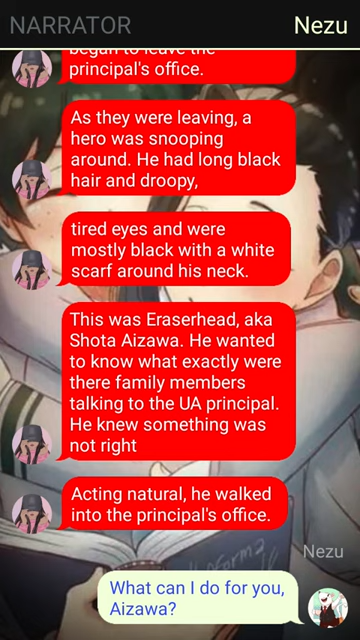 NARRATOR Nezu
began to leave the
principal's office.
As they were leaving, a
hero was snooping
around. He had long black
hair and droopy,
tired eyes and were
mostly black with a white
scarf around his neck.
This was Eraserhead, aka
Shota Aizawa. He wanted
to know what exactly were
there family members
talking to the UA principal.
He knew something was
not right
Acting natural, he walked
into the principal's office.
Nezu
What can I do for you,
Aizawa?